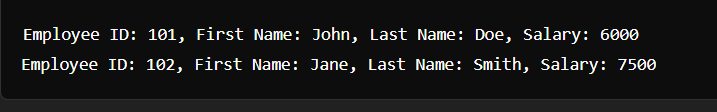 Employee ID: 101, First Name: John, Last Name: Doe, Salary: 6000
Employee ID: 102, First Name: Jane, Last Name: Smith, Salary: 7500